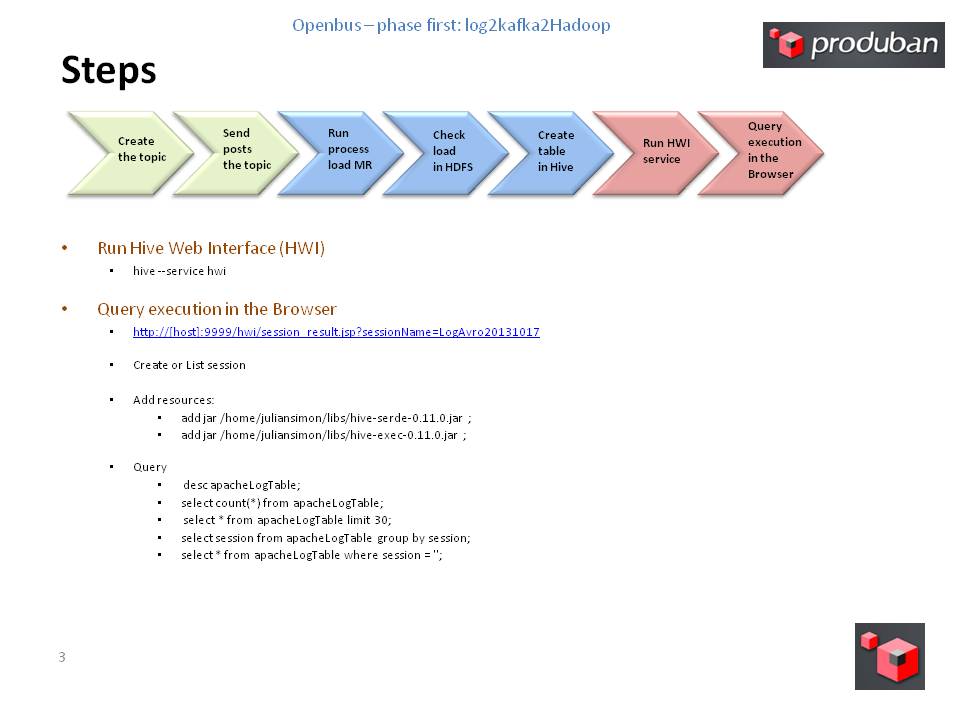 Openbus – phase first: log2kafka2Hadoop
produban
Steps
Create
the topic
Send
posts
the topic
Run
process
load MR
Check
load
in HDFS
Create
table
in Hive
Run HWI
service
Query
execution
in the
Browser
• Run Hive Web Interface (HWI)
• hive --service hwi
• Query execution in the Browser
• http://[host]:9999/hwi/session_result.jsp?sessionName=LogAvro20131017
• Create or List session
• Add resources:
• add jar /home/juliansimon/libs/hive-serde-0.11.0.jar ;
• add jar /home/juliansimon/libs/hive-exec-0.11.0.jar ;
• Query
• desc apacheLogTable;
• select count(*) from apacheLogTable;
• select * from apacheLogTable limit 30;
• select session from apacheLogTable group by session;
• select * from apacheLogTable where session = '';
3